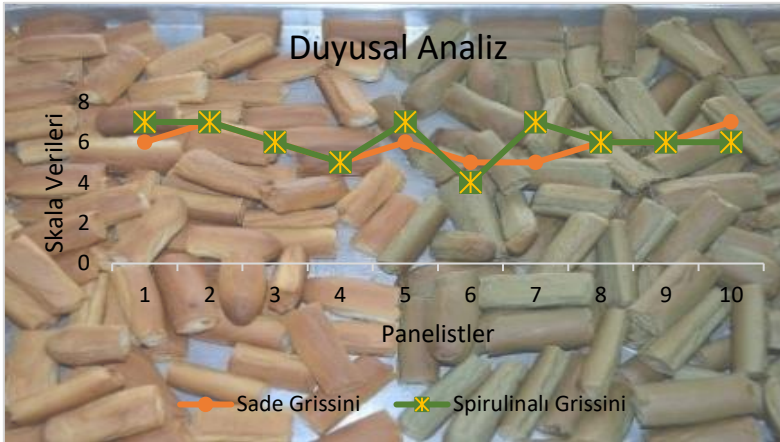 Duyusal Analiz
Skala Verileri
8
6
4
2
0
1 2 3 4 5 6 7 8 9 10
Panelistler
Sade Grissini Spirulinalı Grissini